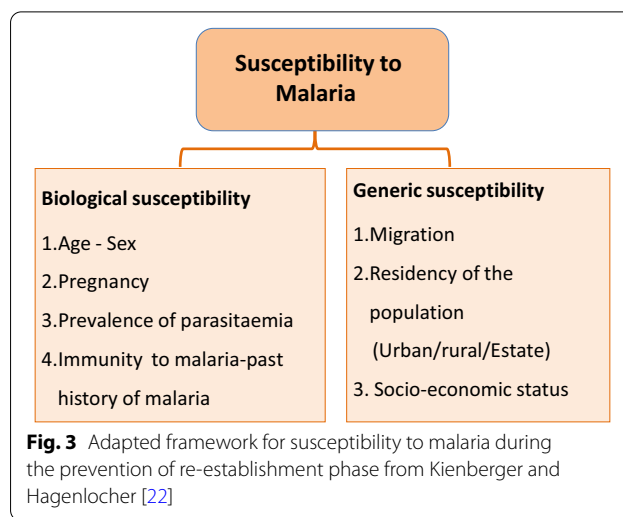 Susceptibility to
Malaria
Biological susceptibility
1.Age - Sex
2.Pregnancy
3.Prevalence of parasitaemia
4.Immunity to malaria-past
history of malaria
Generic susceptibility
1.Migration
2.Residency of the
population
(Urban/rural/Estate)
3. Socio-economic status
Fig. 3 Adapted framework for susceptibility to malaria during
the prevention of re-establishment phase from Kienberger and
Hagenlocher [22]